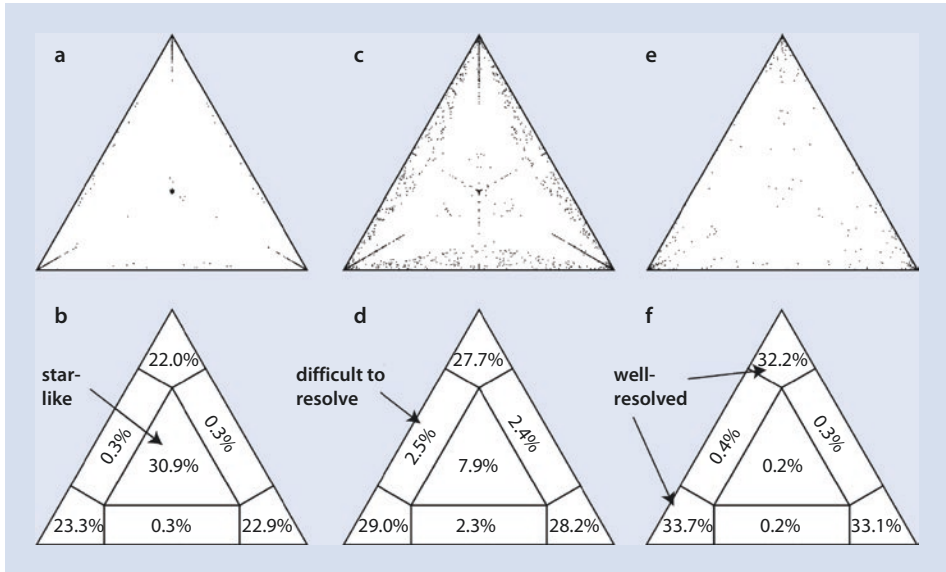 a
c
e
b
d
f
star-
like
difficult to
resolve
well-
resolved
22.0%
0.3%
0.3%
30.9%
23.3%
0.3%
22.9%
27.7%
2.5%
2.4%
7.9%
29.0%
2.3%
28.2%
32.2%
0.4%
0.3%
0.2%
33.7%
0.2%
33.1%